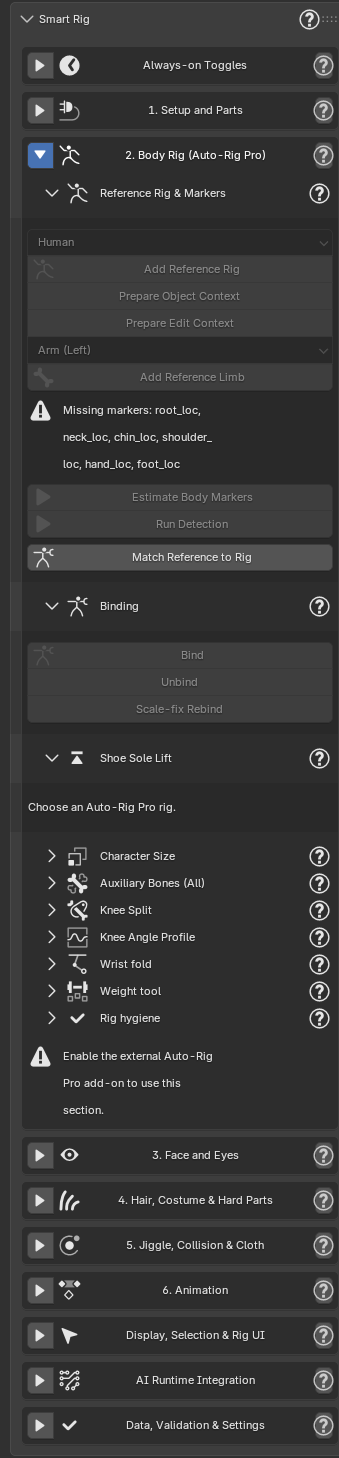 Smart Rig
Always-on Toggles
1. Setup and Parts
2. Body Rig (Auto-Rig Pro)
Reference Rig & Markers
Human
Add Reference Rig
Prepare Object Context
Prepare Edit Context
Arm (Left)
Add Reference Limb
Missing markers: root_loc,
neck_loc, chin_loc, shoulder_
loc, hand_loc, foot_loc
Estimate Body Markers
Run Detection
Match Reference to Rig
Binding
Bind
Unbind
Scale-fix Rebind
Shoe Sole Lift
Choose an Auto-Rig Pro rig.
Character Size
Auxiliary Bones (All)
Knee Split
Knee Angle Profile
Wrist fold
Weight tool
Rig hygiene
Enable the external Auto-Rig
Pro add-on to use this
section.
3. Face and Eyes
4. Hair, Costume & Hard Parts
5. Jiggle, Collision & Cloth
6. Animation
Display, Selection & Rig UI
AI Runtime Integration
Data, Validation & Settings